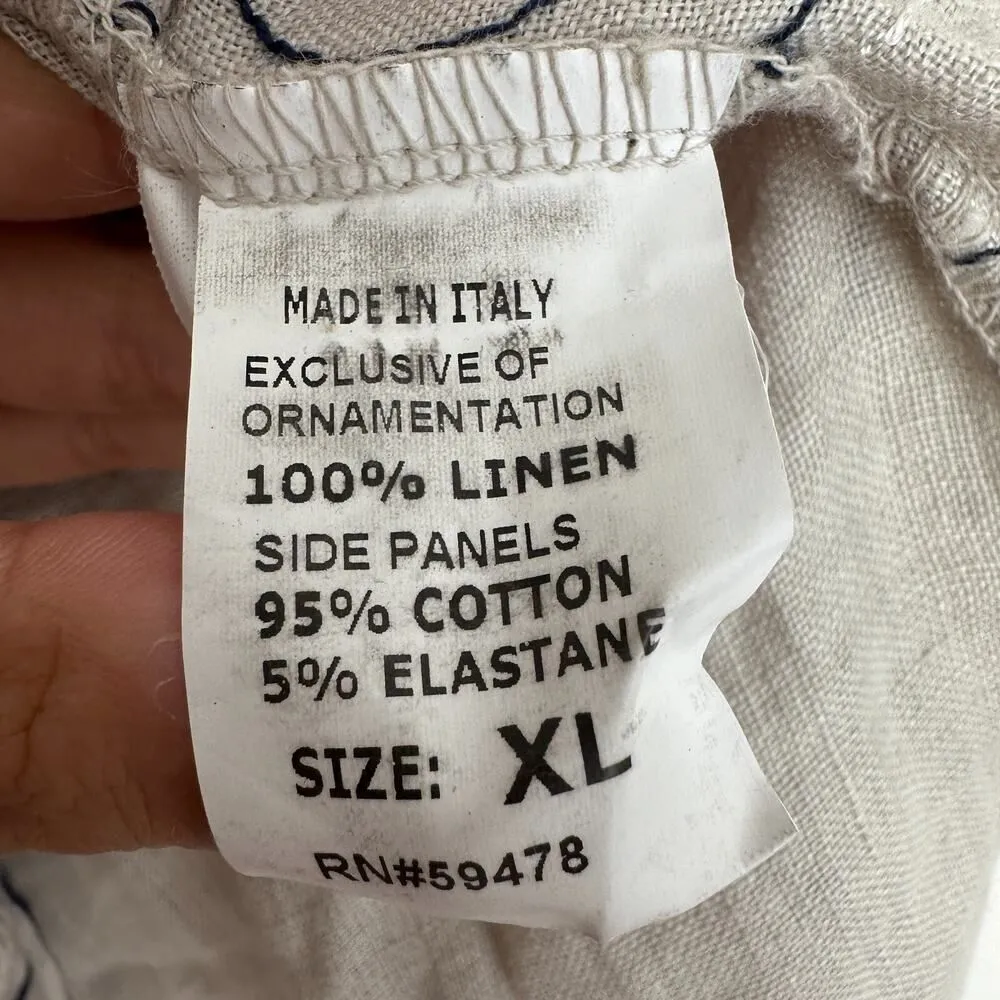 MADE IN ITALY
EXCLUSIVE OF
ORNAMENTATION
100% LINEN
SIDE PANELS
95% COTTON
5% ELASTANE
SIZE: XL
RN#59478